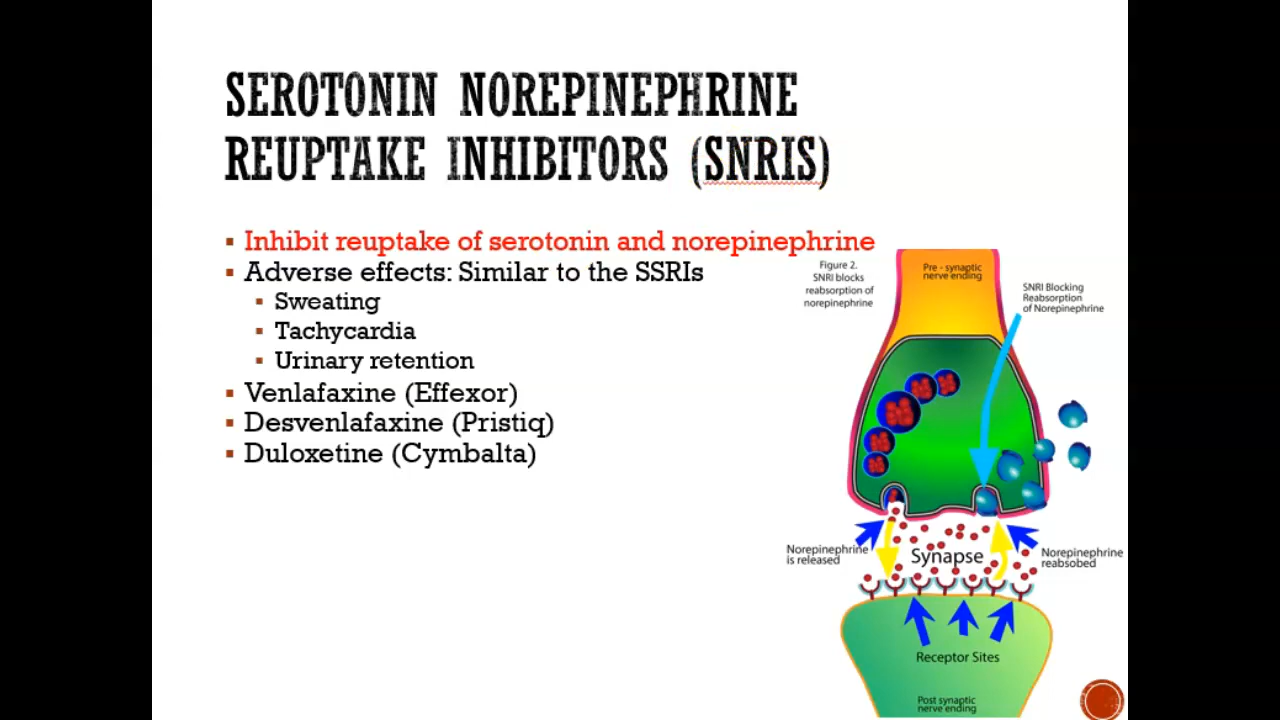 SEROTONIN NOREPINEPHRINE
REUPTAKE INHIBITORS (SNRIS)
▪ Inhibit reuptake of serotonin and norepinephrine
▪ Adverse effects: Similar to the SSRIs
▪ Sweating
▪ Tachycardia
▪ Urinary retention
▪ Venlafaxine (Effexor)
▪ Desvenlafaxine (Pristiq)
▪ Duloxetine (Cymbalta)
Figure 2.
SNRI blocks
reabsorption of
norepinephrine
Pre - synaptic
nerve ending
SNRI Blocking
Reabsorption
of Norepinephrine
Norepinephrine
is released
Synapse
Norepinephrine
reabsobed
Receptor Sites
Post synaptic
nerve ending